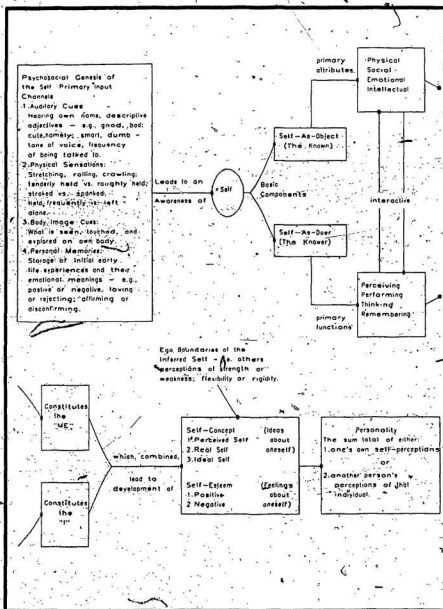 Psychosocial Genesis of
the Self Primary Input
Channels
1. Auditory Cues
Hearing own name, descriptive
adjectives - e.g., good, bad;
cute, homely; smart, dumb -
tone of voice, frequency
of being talked to.
2. Physical Sensations:
Stretching, rolling, crawling;
tenderly held vs. roughly held;
stroked vs. spanked;
held frequently vs. left
alone.
3. Body Image Cues:
What is seen, touched, and
explored on own body.
4. Personal Memories:
Storage of initial early
life experiences and their
emotional meanings - e.g.,
positive or negative, loving
or rejecting; affirming or
disconfirming.
Leads to an
Awareness of
Self
Basic
Components
Self-As-Object
(The Known)
Self-As-Doer
(The Knower)
primary
attributes
Physical
Social
Emotional
Intellectual
interactive
primary
functions
Perceiving
Performing
Thinking
Remembering
Constitutes
the
"ME"
Constitutes
the
"I"
which, combined,
lead to
development of
Ego Boundaries of the
Inferred Self - i.e. others
perceptions of strength or
weakness; flexibility or rigidity.
Self-Concept (Ideas
1. Perceived Self about
2. Real Self oneself)
3. Ideal Self
Self-Esteem (Feelings
1. Positive about
2 Negative oneself)
Personality
The sum total of either:
1. one's own self-perceptions
or
2. another person's
perceptions of that
individual.